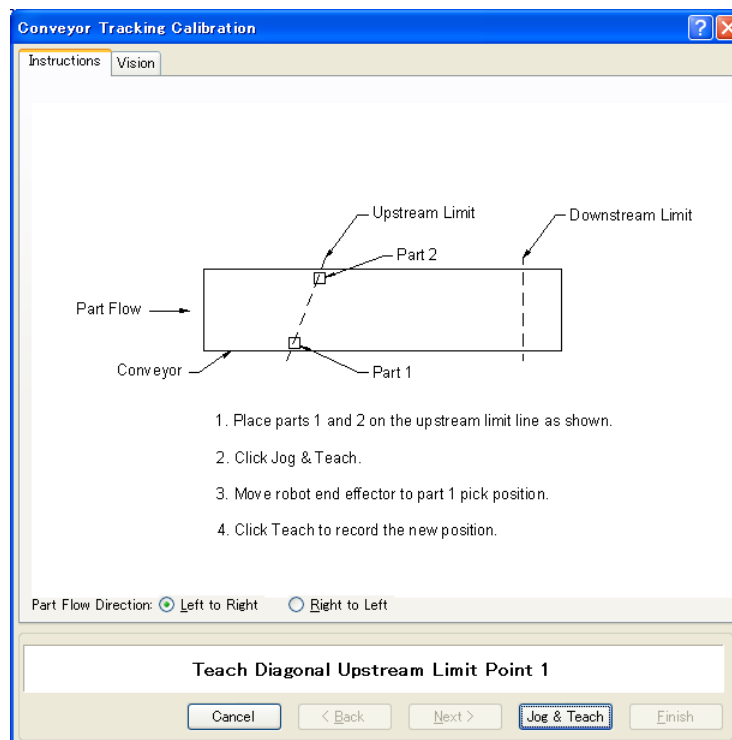 Conveyor Tracking Calibration
Instructions
Vision
Upstream Limit
Downstream Limit
Part 2
Part Flow
Conveyor
Part 1
1. Place parts 1 and 2 on the upstream limit line as shown.
2. Click Jog & Teach.
3. Move robot end effector to part 1 pick position.
4. Click Teach to record the new position.
Part Flow Direction: Left to Right Right to Left
Teach Diagonal Upstream Limit Point 1
Cancel < Back Next > Jog & Teach Finish